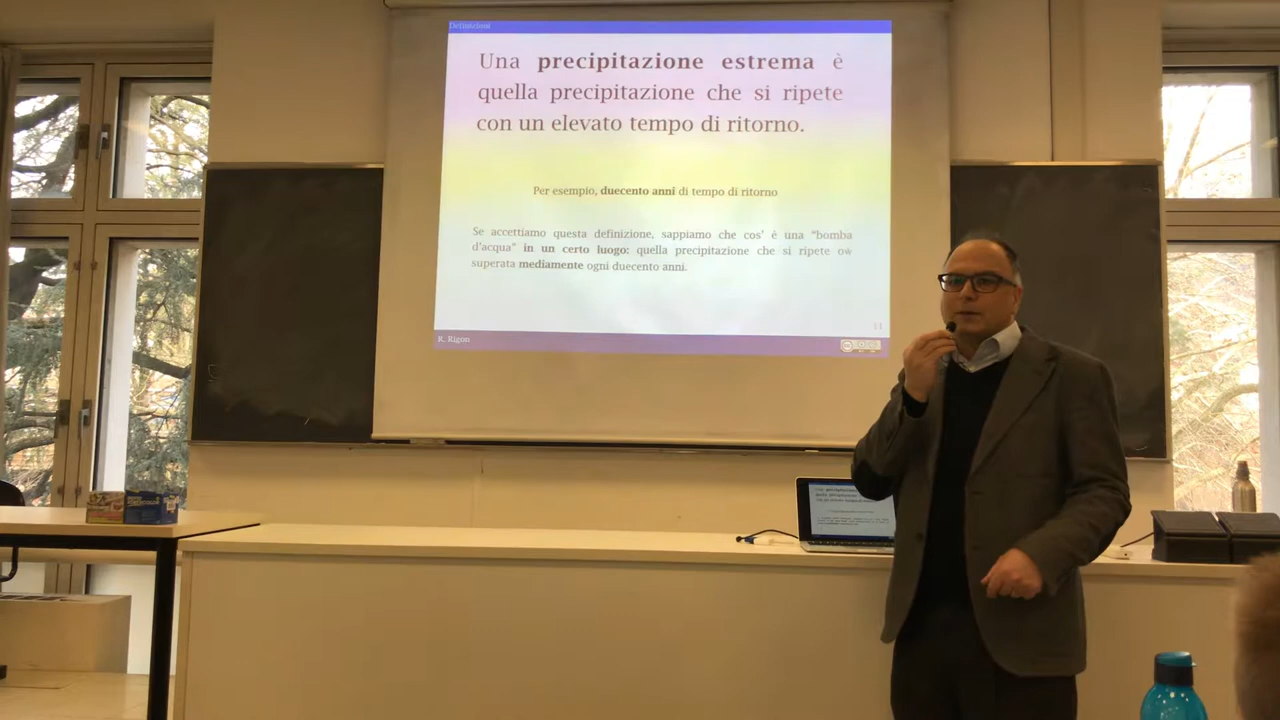 Definizioni
Una precipitazione estrema è
quella precipitazione che si ripete
con un elevato tempo di ritorno.
Per esempio, duecento anni di tempo di ritorno
Se accettiamo questa definizione, sappiamo che cos' è una "bomba
d'acqua" in un certo luogo: quella precipitazione che si ripete o è
superata mediamente ogni duecento anni.
11
R. Rigon